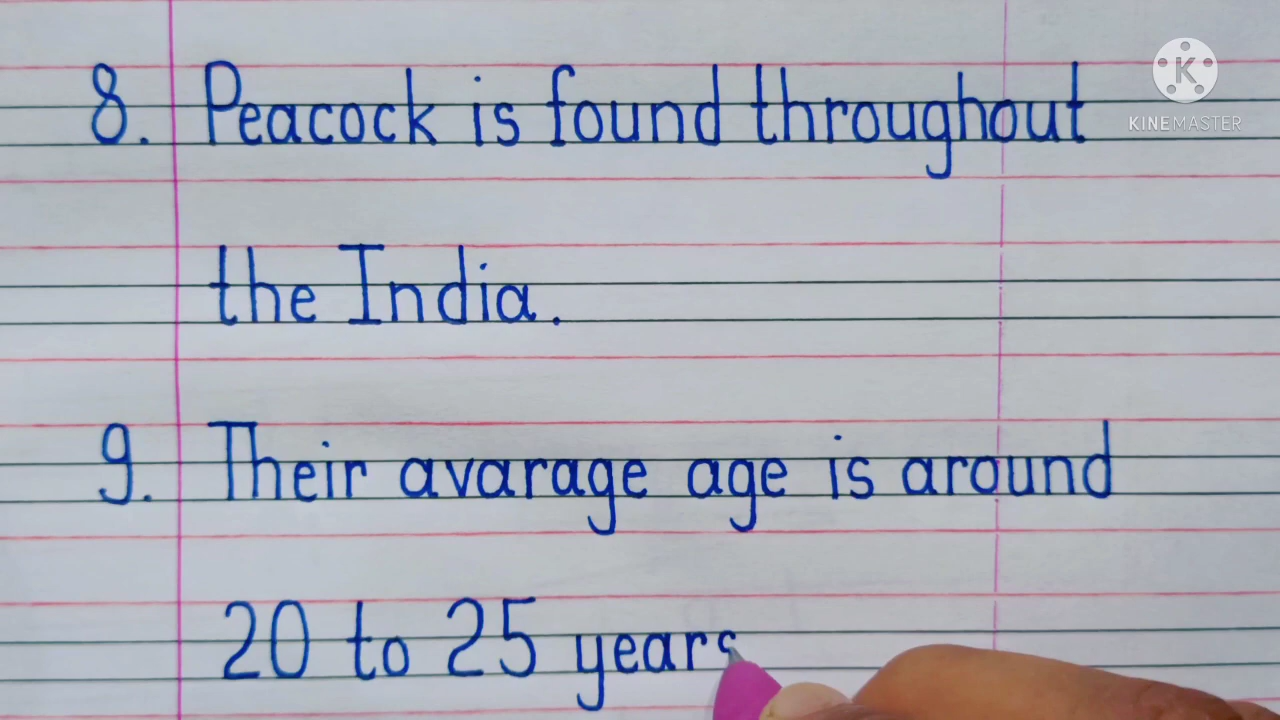 8. Peacock is found throughout
the India.
9. Their avarage age is around
20 to 25 years
K
KINEMASTER